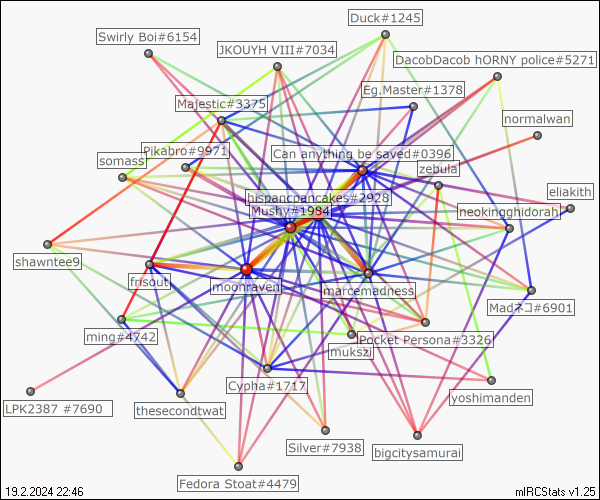 Duck#1245
Swirly Boi#6154
JKOUYH VIII#7034
DacobDacob hORNY police#5271
Eg.Master#1378
Majestic#3375
normalwan
Pikabro#9971
Can anything be saved#0396
somass
zebula
hispancpancakes#2928
eliakith
Mushy#1984
neokingghidorah
shawntee9
frisout
moonraven
marcemadness
Madネコ#6901
ming#4742
Pocket Persona#3326
mukszi
Cypha#1717
yoshimanden
LPK2387 #7690
thesecondtwat
Silver#7938
bigcitysamurai
Fedora Stoat#4479
19.2.2024 22:46
mIRCStats v1.25